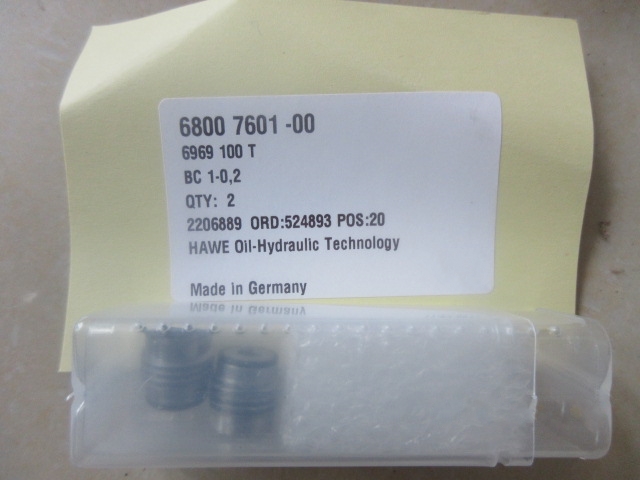 6800 7601 -00
6969 100 T
BC 1-0,2
QTY: 2
2206889 ORD:524893 POS:20
HAWE Oil-Hydraulic Technology
Made in Germany